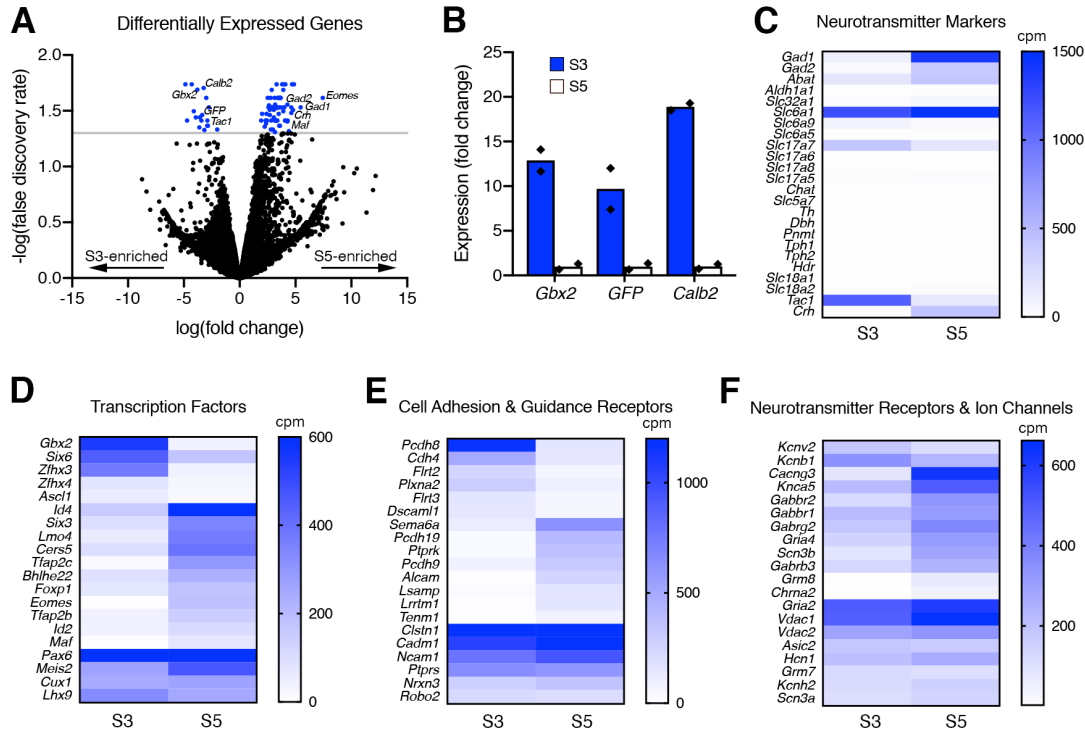 A
Differentially Expressed Genes
-log(false discovery rate)
2.0
1.5
1.0
0.5
0.0
Calb2
Gbx2
GFP
Tac1
Gad2
Eomes
Gad1
Crh
Maf
S3-enriched
S5-enriched
-15
-10
-5
0
5
10
15
log(fold change)
B
Expression (fold change)
25
20
15
10
5
0
S3
S5
Gbx2
GFP
Calb2
C
Neurotransmitter Markers
cpm
Gad1
Gad2
Abat
Aldh1a1
Slc32a1
Slc6a1
Slc6a9
Slc6a5
Slc17a7
Slc17a6
Slc17a8
Slc17a5
Chat
Slc5a7
Th
Dbh
Pnmt
Tph1
Tph2
Hdr
Slc18a1
Slc18a2
Tac1
Crh
S3
S5
1500
1000
500
0
D
Transcription Factors
cpm
Gbx2
Six6
Zfhx3
Zfhx4
Ascl1
Id4
Six3
Lmo4
Cers5
Tfap2c
Bhlhe22
Foxp1
Eomes
Tfap2b
Id2
Maf
Pax6
Meis2
Cux1
Lhx9
S3
S5
600
400
200
0
E
Cell Adhesion & Guidance Receptors
cpm
Pcdh8
Cdh4
Flrt2
Plxna2
Flrt3
Dscaml1
Sema6a
Pcdh19
Ptprk
Pcdh9
Alcam
Lsamp
Lrrtm1
Tenm1
Clstn1
Cadm1
Ncam1
Ptprs
Nrxn3
Robo2
S3
S5
1000
500
0
F
Neurotransmitter Receptors & Ion Channels
cpm
Kcnv2
Kcnb1
Cacng3
Knca5
Gabbr2
Gabbr1
Gabrg2
Gria4
Scn3b
Gabrb3
Grm8
Chrna2
Gria2
Vdac1
Vdac2
Asic2
Hcn1
Grm7
Kcnh2
Scn3a
S3
S5
600
400
200